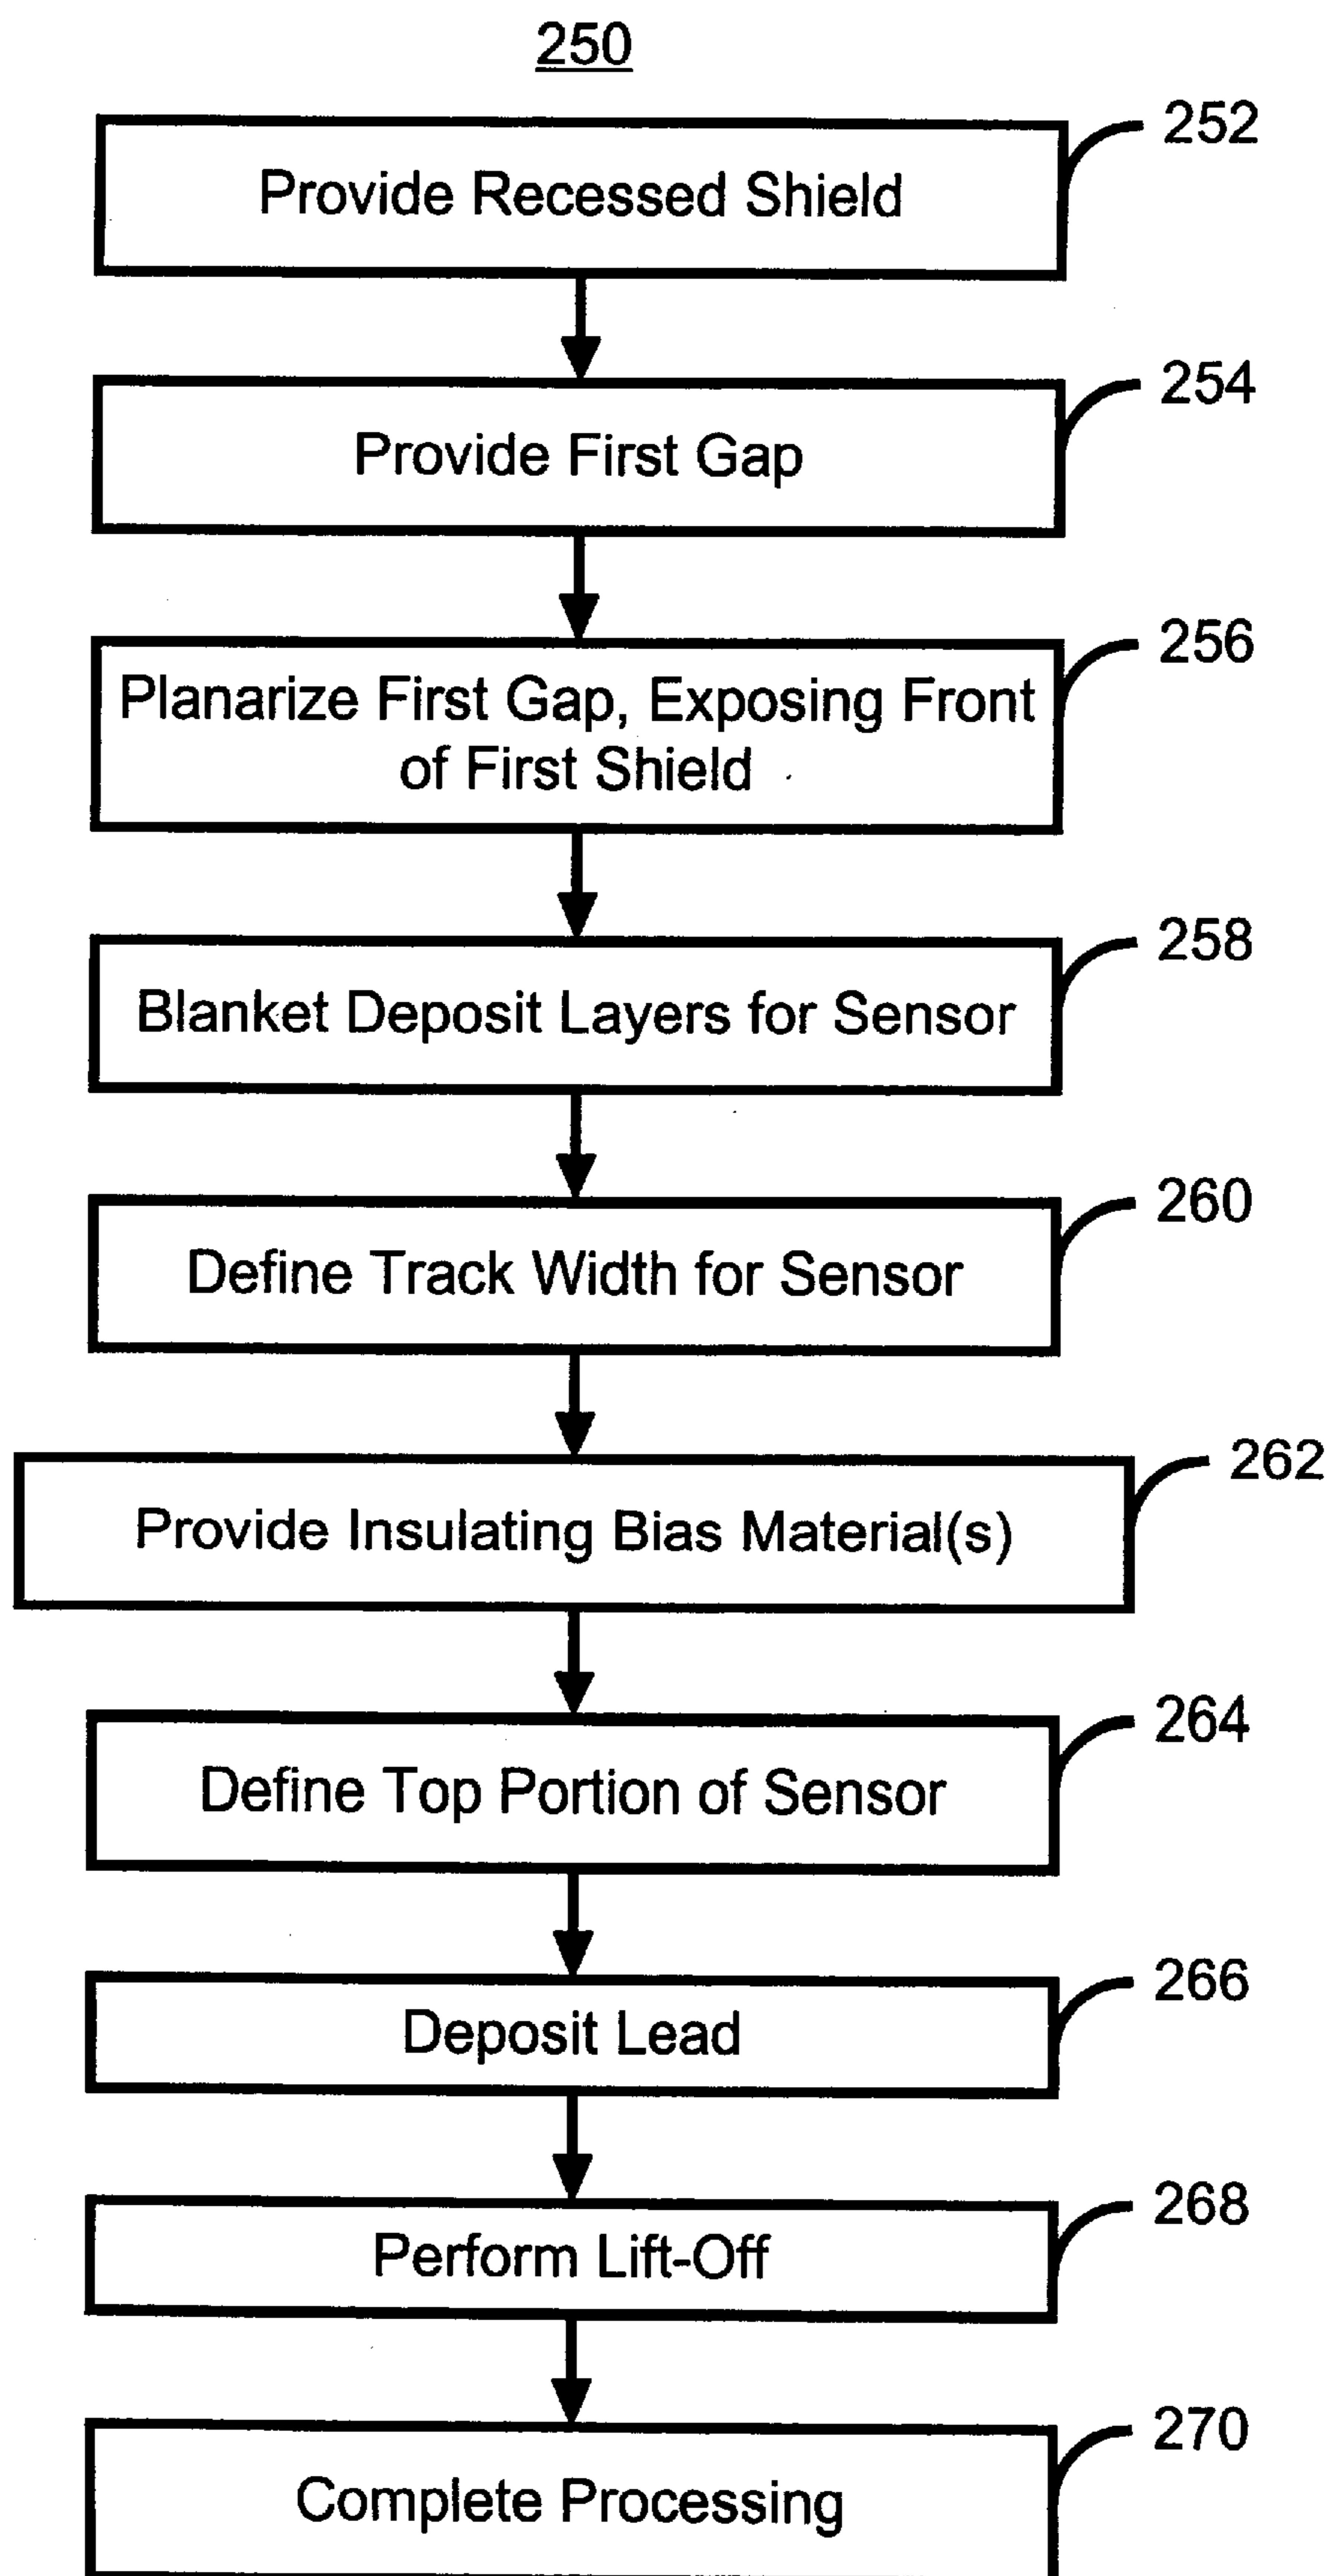 250
252
Provide Recessed Shield
254
Provide First Gap
256
Planarize First Gap, Exposing Front
of First Shield
258
Blanket Deposit Layers for Sensor
260
Define Track Width for Sensor
262
Provide Insulating Bias Material(s)
264
Define Top Portion of Sensor
266
Deposit Lead
268
Perform Lift-Off
270
Complete Processing